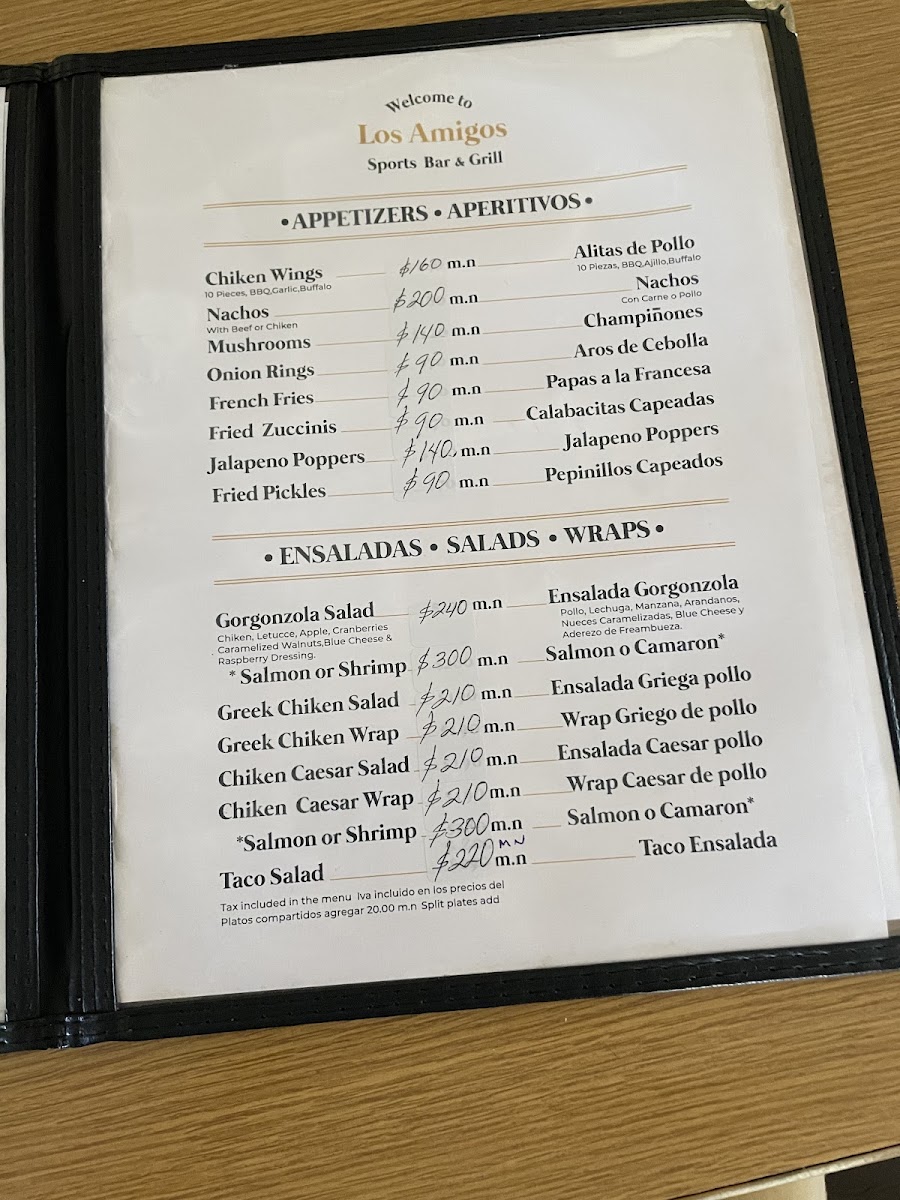 Welcome to
Los Amigos
Sports Bar & Grill
• APPETIZERS • APERITIVOS •
Chiken Wings $160 m.n Alitas de Pollo
10 Pieces, BBQ,Garlic,Buffalo 10 Piezas, BBQ,Ajillo,Buffalo
Nachos $200 m.n Nachos
With Beef or Chiken Con Carne o Pollo
Mushrooms $140 m.n Champiñones
Onion Rings $90 m.n Aros de Cebolla
French Fries $90 m.n Papas a la Francesa
Fried Zuccinis $90 m.n Calabacitas Capeadas
Jalapeno Poppers $140. m.n Jalapeno Poppers
Fried Pickles $90 m.n Pepinillos Capeados
• ENSALADAS • SALADS • WRAPS •
Gorgonzola Salad $240 m.n Ensalada Gorgonzola
Chiken, Letucce, Apple, Cranberries Pollo, Lechuga, Manzana, Arandanos,
Caramelized Walnuts,Blue Cheese & Nueces Caramelizadas, Blue Cheese y
Raspberry Dressing. Aderezo de Freambueza.
* Salmon or Shrimp $300 m.n Salmon o Camaron*
Greek Chiken Salad $210 m.n Ensalada Griega pollo
Greek Chiken Wrap $210 m.n Wrap Griego de pollo
Chiken Caesar Salad $210 m.n Ensalada Caesar pollo
Chiken Caesar Wrap $210 m.n Wrap Caesar de pollo
*Salmon or Shrimp $300 m.n Salmon o Camaron*
MN
Taco Salad $220 m.n Taco Ensalada
Tax included in the menu Iva incluido en los precios del
Platos compartidos agregar 20.00 m.n Split plates add